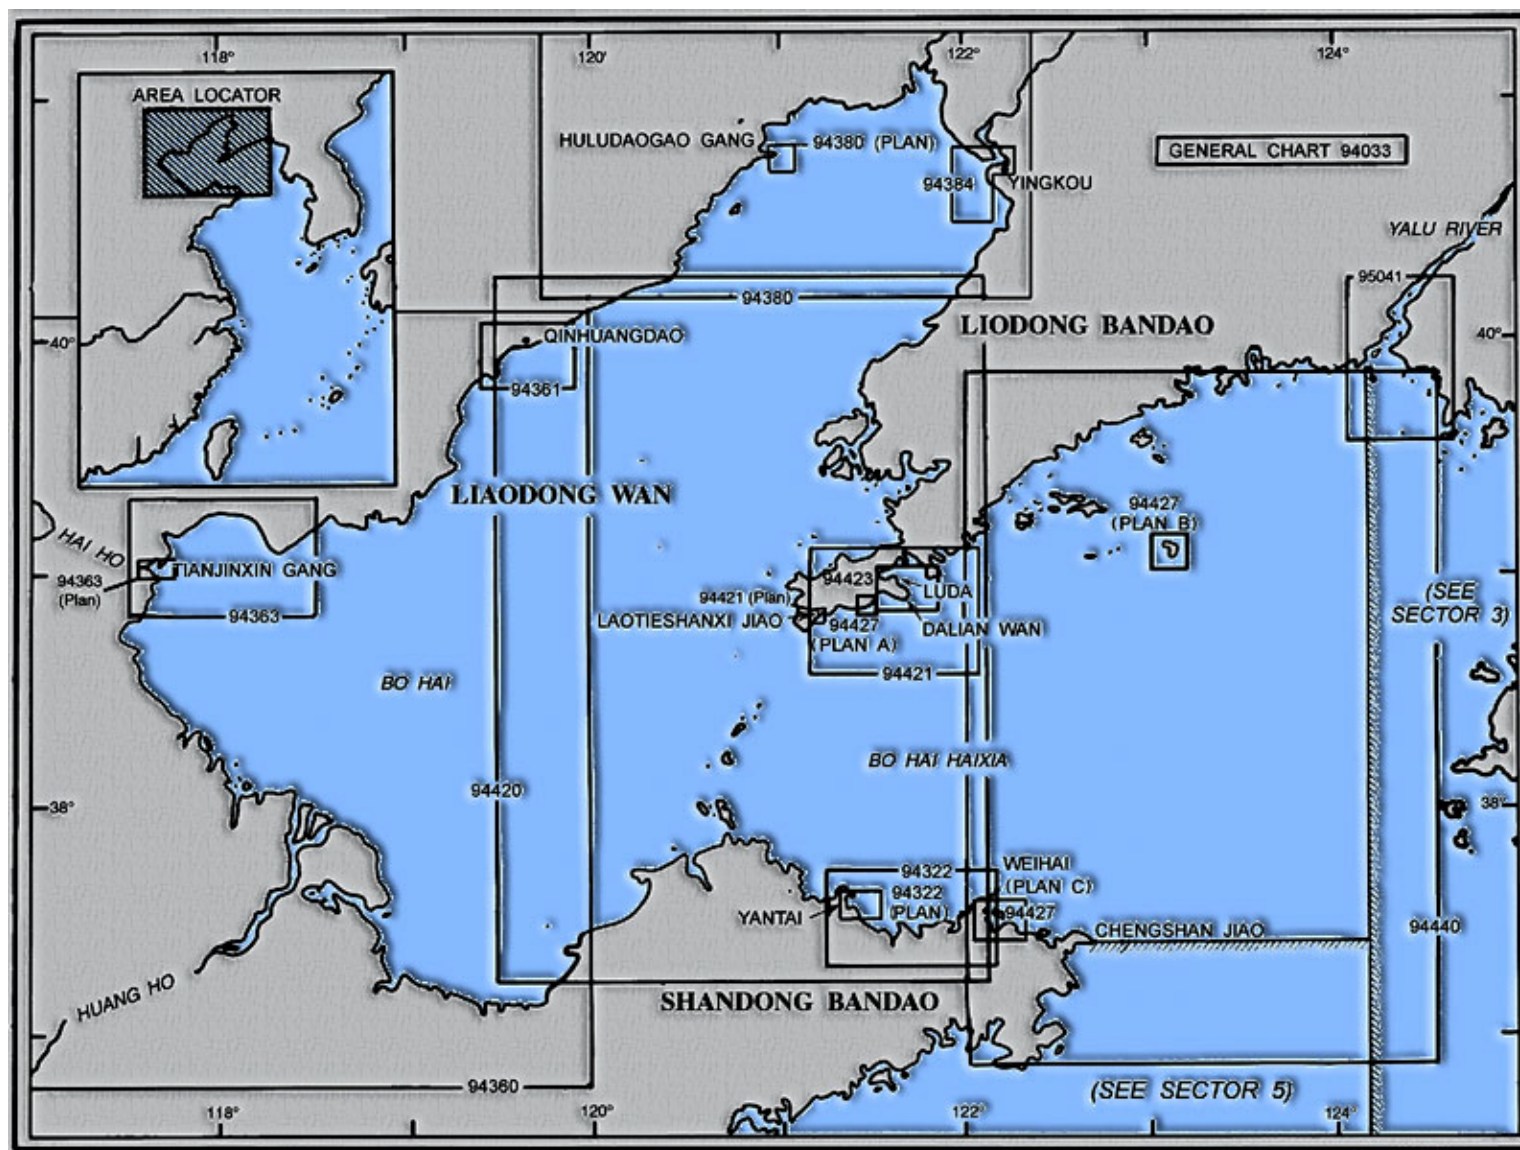 118°
120'
122°
124°
AREA LOCATOR
HULUDAOGAO GANG
94380 (PLAN)
GENERAL CHART 94033
94384
YINGKOU
YALU RIVER
95041
94380
LIODONG BANDAO
40°
40°
QINHUANGDAO
94361
LIAODONG WAN
94427
(PLAN B)
HAI HO
TIANJINXIN GANG
94363
(Plan)
94363
94423
LUDA
94421 (Plan)
LAOTIESHANXI JIAO
94427
(PLAN A)
DALIAN WAN
94421
(SEE
SECTOR 3)
BO HAI
BO HAI HAIXIA
94420
38°
38°
94322
WEIHAI
(PLAN C)
94322
(PLAN)
YANTAI
94427
CHENGSHAN JIAO
94440
HUANG HO
SHANDONG BANDAO
94360
(SEE SECTOR 5)
118°
120°
122°
124°